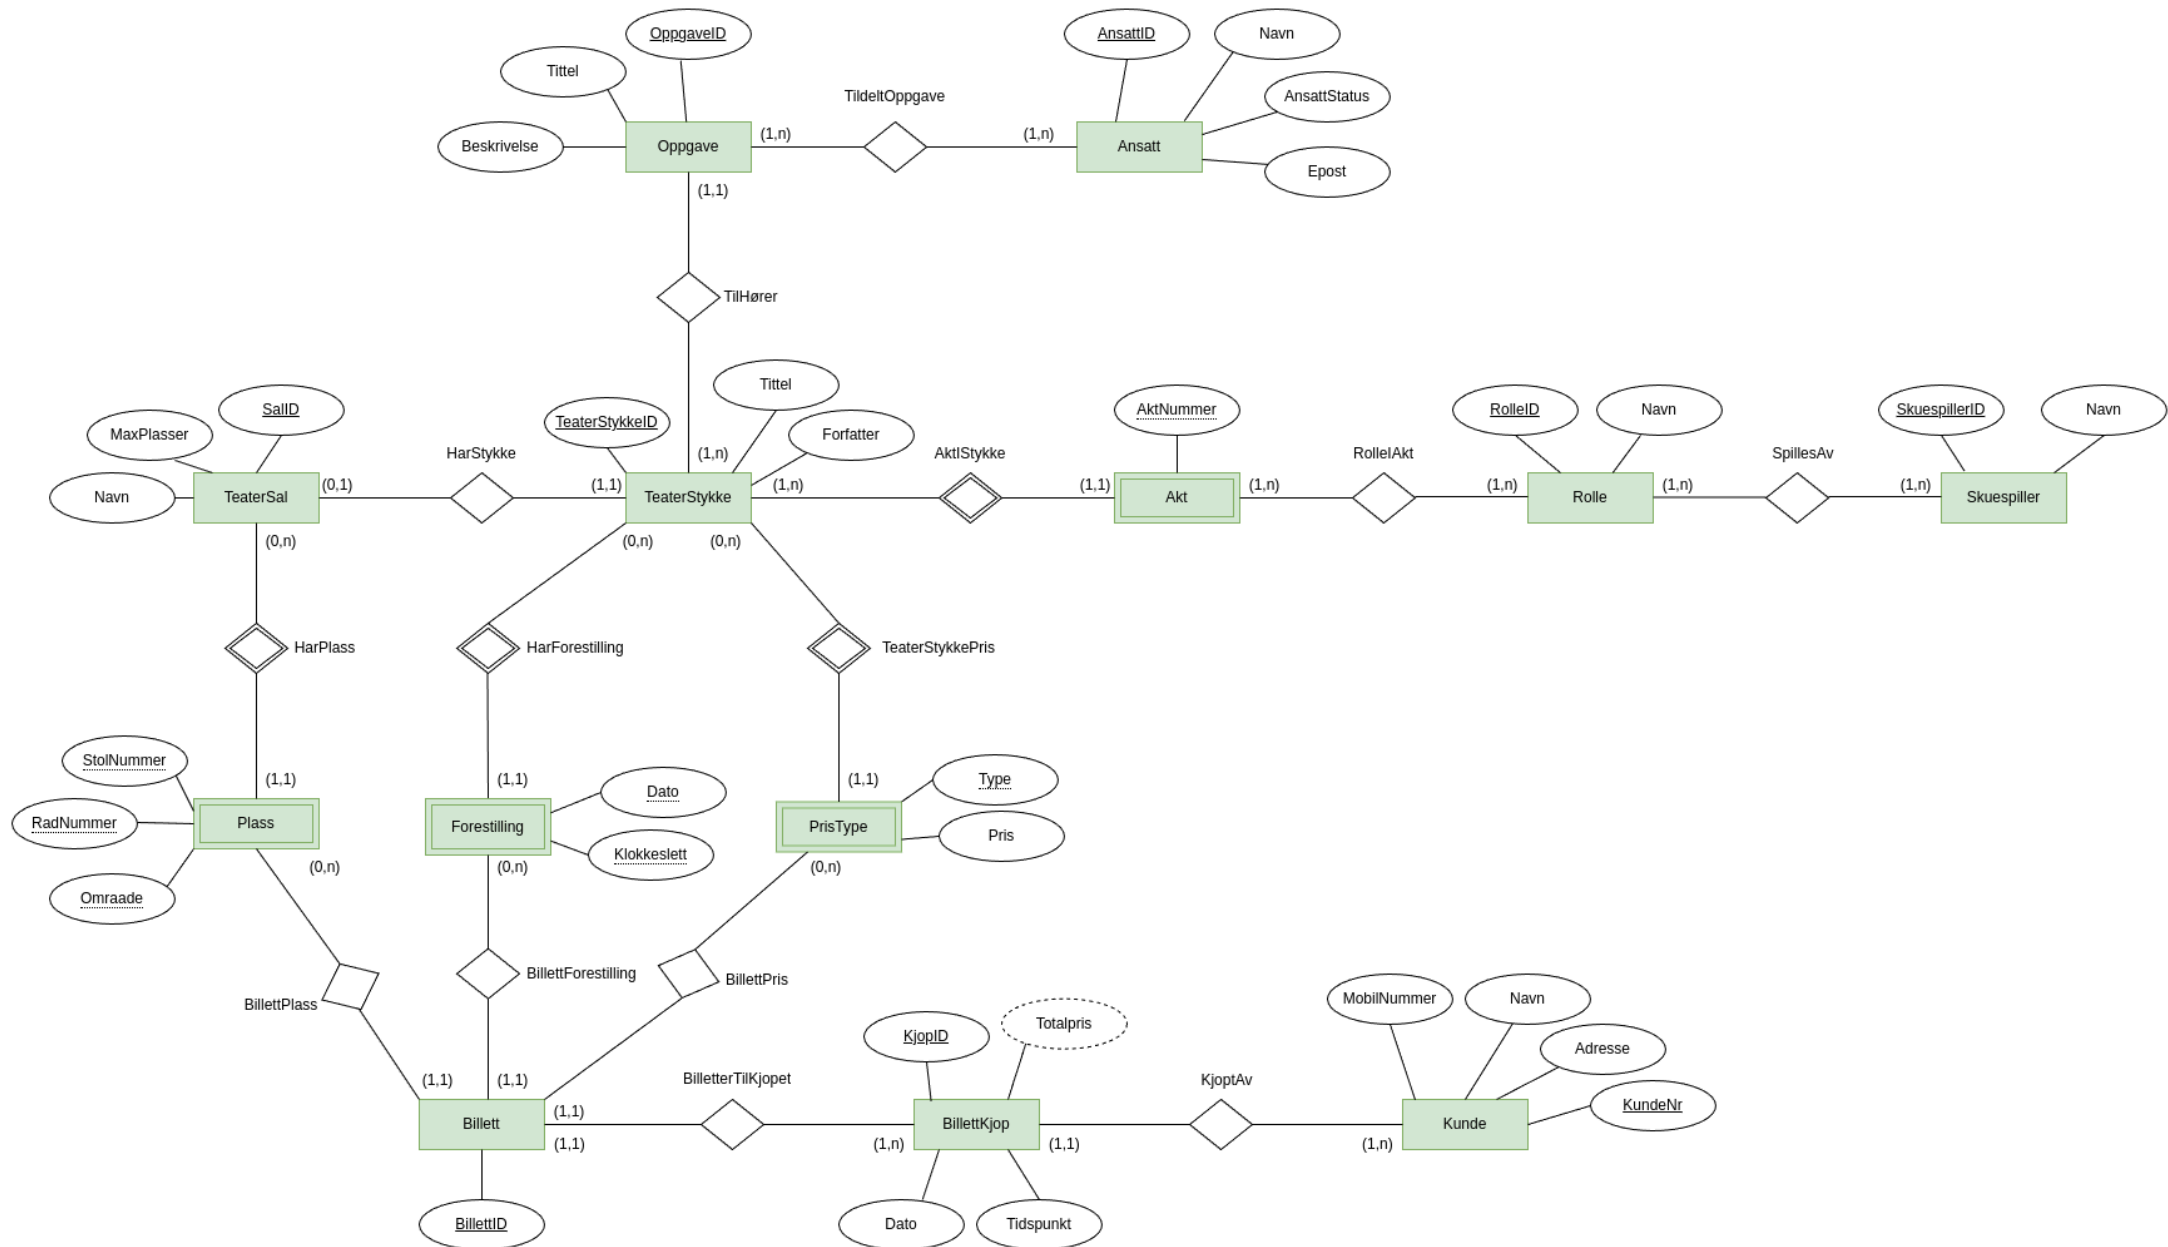 OppgaveID
AnsattID
Navn
Tittel
AnsattStatus
TildeltOppgave
Beskrivelse
Oppgave
(1,n)
(1,n)
Ansatt
Epost
(1,1)
TilHører
Tittel
SalID
TeaterStykkeID
AktNummer
RolleID
Navn
SkuespillerID
Navn
MaxPlasser
Forfatter
HarStykke
(1,n)
AktIStykke
RolleIAkt
SpillesAv
Navn
TeaterSal
(0,1)
(1,1)
TeaterStykke
(1,n)
(1,1)
Akt
(1,n)
(1,n)
Rolle
(1,n)
(1,n)
Skuespiller
(0,n)
(0,n)
(0,n)
HarPlass
HarForestilling
TeaterStykkePris
StolNummer
(1,1)
(1,1)
(1,1)
Type
Dato
RadNummer
Plass
Forestilling
PrisType
Pris
Klokkeslett
(0,n)
(0,n)
(0,n)
Omraade
BillettPlass
BillettForestilling
BillettPris
MobilNummer
Navn
KjopID
Totalpris
Adresse
(1,1)
(1,1)
BilletterTilKjopet
KjoptAv
KundeNr
(1,1)
Billett
BillettKjop
Kunde
(1,1)
(1,n)
(1,1)
(1,n)
BillettID
Dato
Tidspunkt